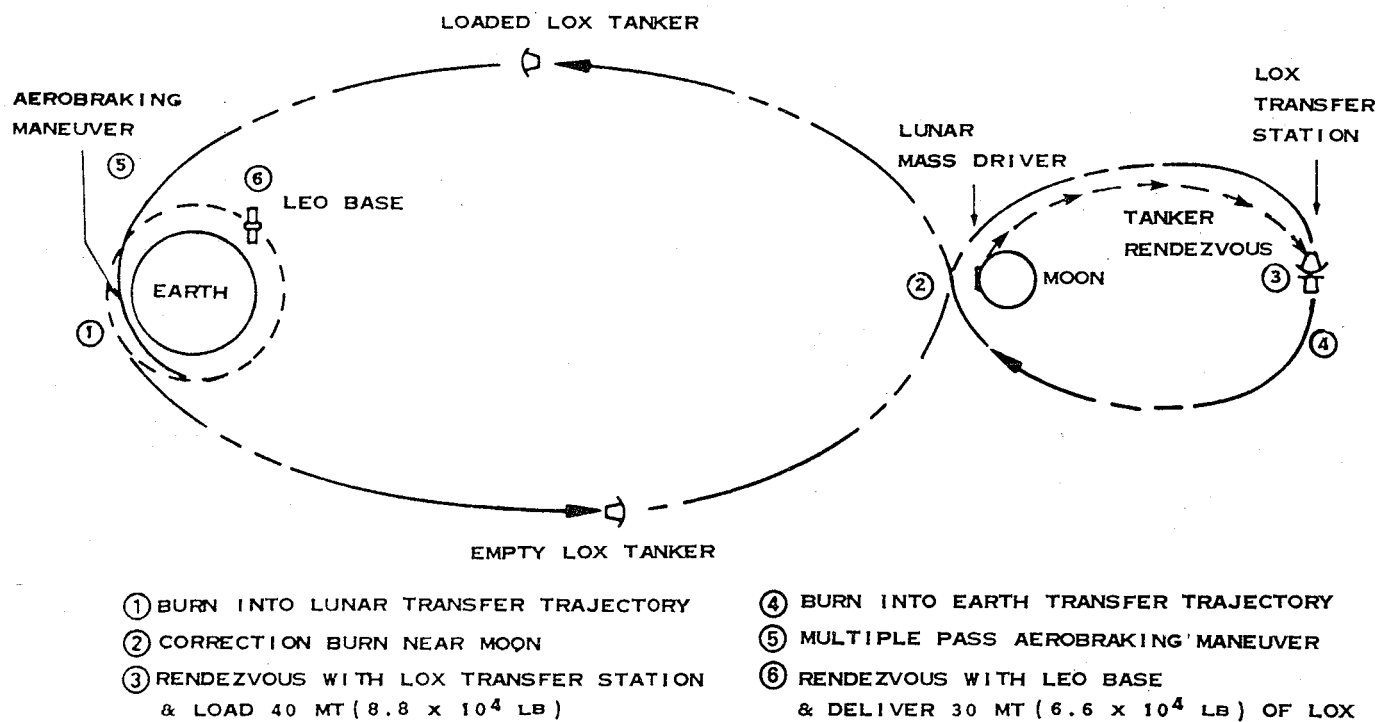 LOADED LOX TANKER
AEROBRAKING
MANEUVER
5
6
LEO BASE
EARTH
1
EMPTY LOX TANKER
LUNAR
MASS DRIVER
2
MOON
TANKER
RENDEZVOUS
LOX
TRANSFER
STATION
3
4
1 BURN INTO LUNAR TRANSFER TRAJECTORY
2 CORRECTION BURN NEAR MOON
3 RENDEZVOUS WITH LOX TRANSFER STATION
& LOAD 40 MT (8.8 x 10⁴ LB)
4 BURN INTO EARTH TRANSFER TRAJECTORY
5 MULTIPLE PASS AEROBRAKING MANEUVER
6 RENDEZVOUS WITH LEO BASE
& DELIVER 30 MT (6.6 x 10⁴ LB) OF LOX